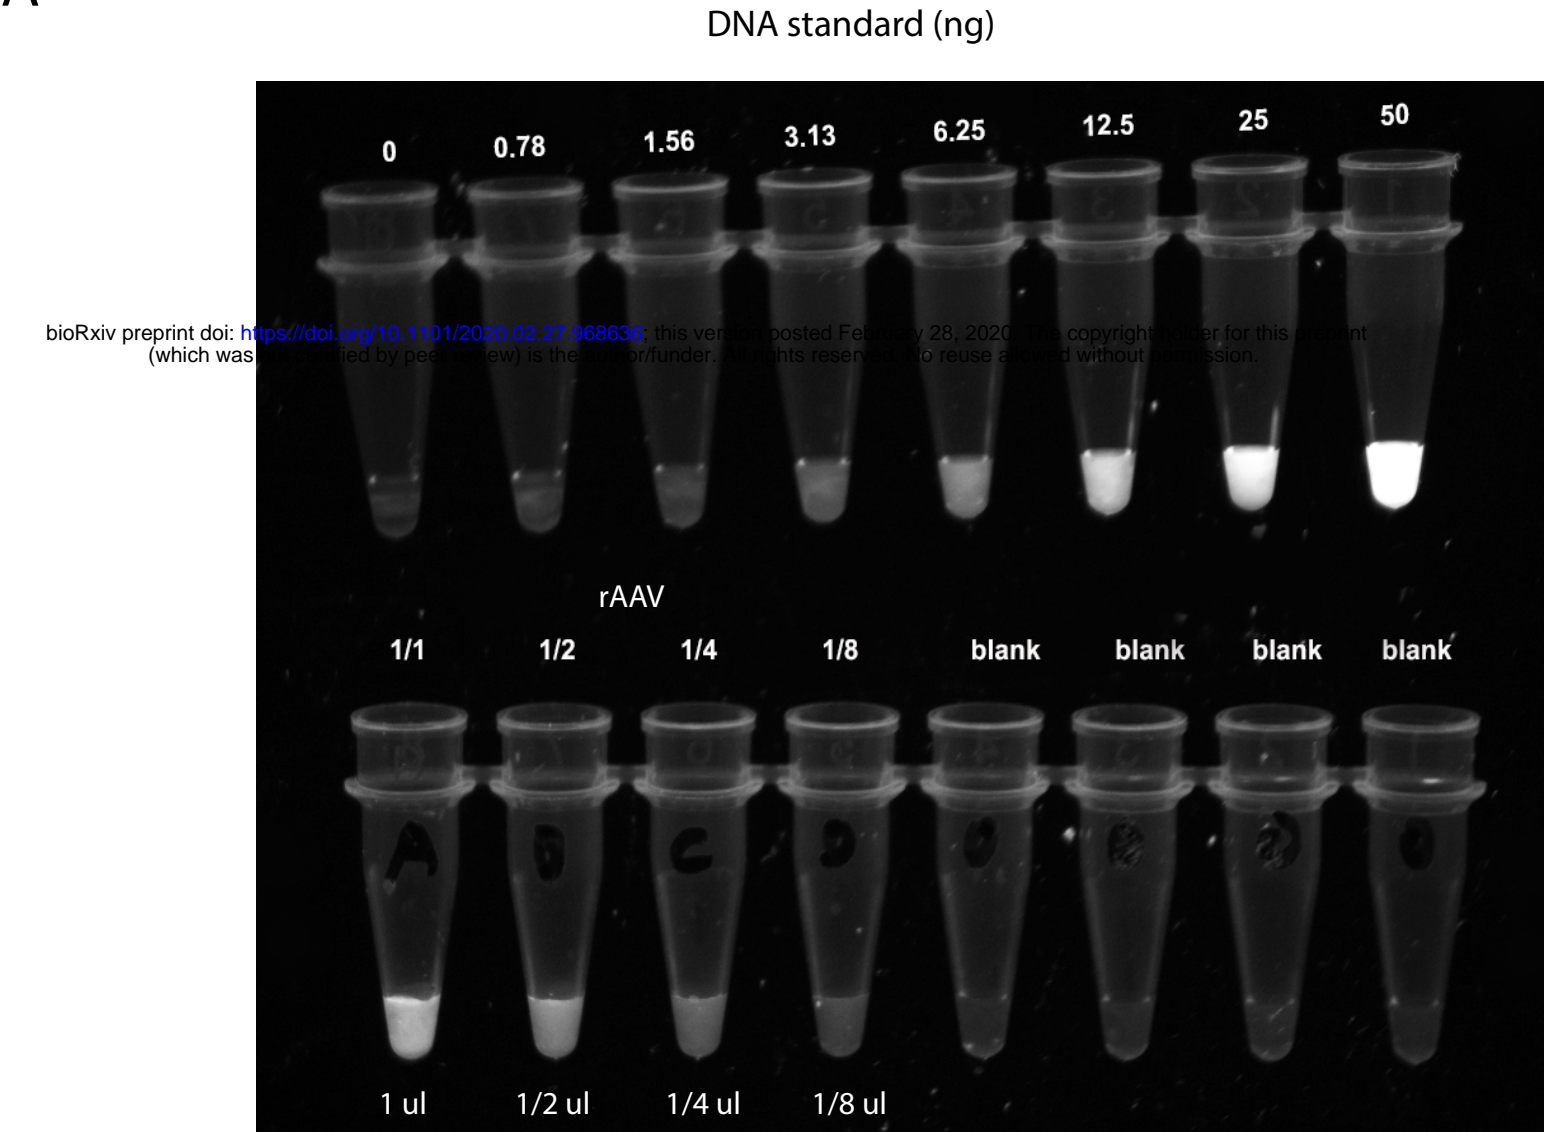 DNA standard (ng)
0 0.78 1.56 3.13 6.25 12.5 25 50
bioRxiv preprint doi: https://doi.org/10.1101/2020.02.27.968636; this version posted February 28, 2020. The copyright holder for this preprint
(which was not certified by peer review) is the author/funder. All rights reserved. No reuse allowed without permission.
rAAV
1/1 1/2 1/4 1/8 blank blank blank blank
A C D
1 ul 1/2 ul 1/4 ul 1/8 ul